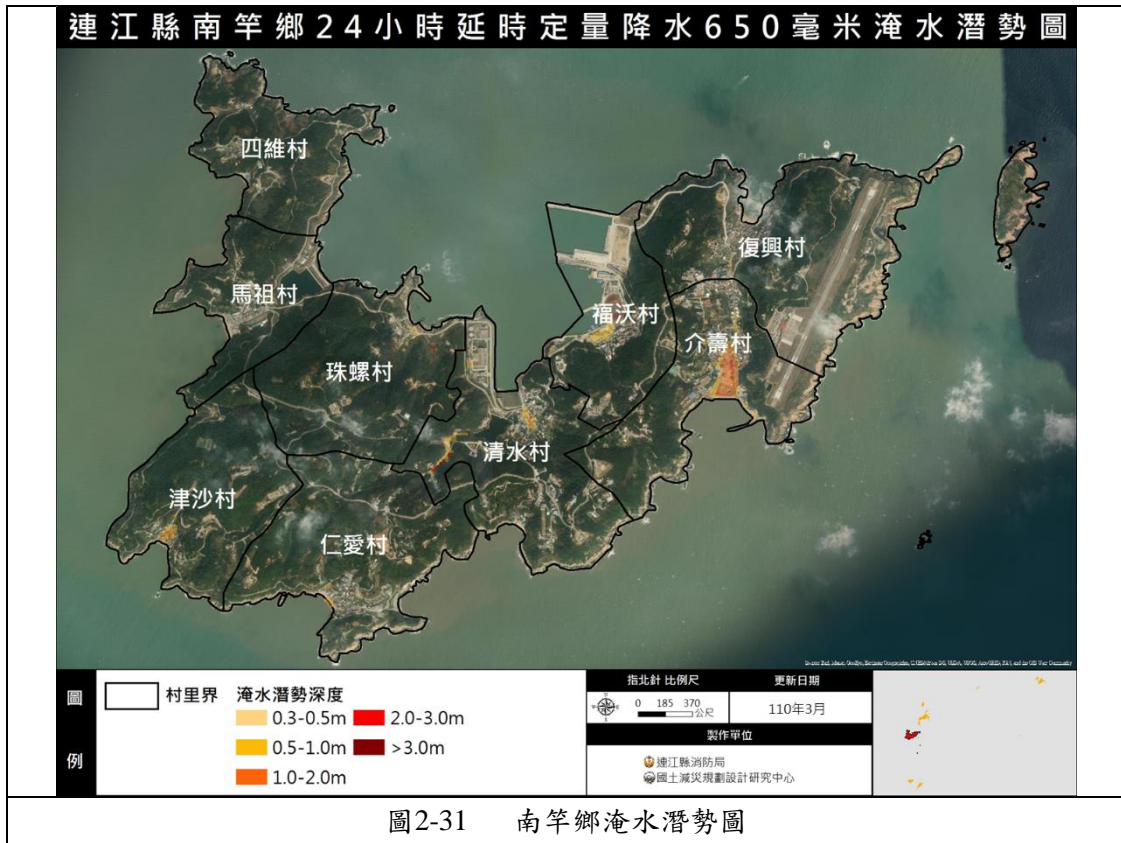 連江縣南竿鄉24小時延時定量降水650毫米淹水潛勢圖
四維村
復興村
馬祖村
福沃村
介壽村
珠螺村
清水村
津沙村
仁愛村
圖例
村里界
淹水潛勢深度
0.3-0.5m
2.0-3.0m
0.5-1.0m
>3.0m
1.0-2.0m
指北針 比例尺
更新日期
0 185 370
公尺
110年3月
製作單位
連江縣消防局
國土減災規劃設計研究中心
圖2-31 南竿鄉淹水潛勢圖